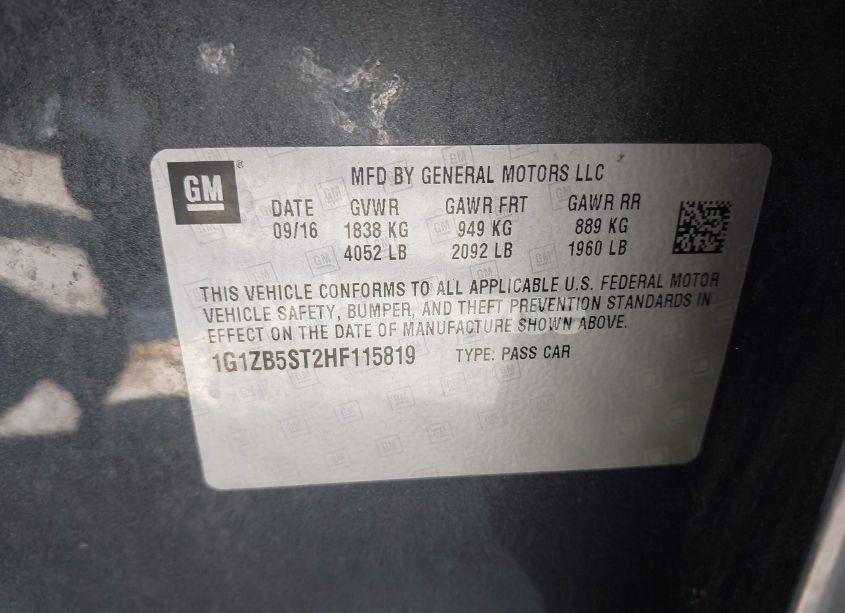 GM®
MFD BY GENERAL MOTORS LLC
DATE GVWR GAWR FRT GAWR RR
09/16 1838 KG 949 KG 889 KG
4052 LB 2092 LB 1960 LB
THIS VEHICLE CONFORMS TO ALL APPLICABLE U.S. FEDERAL MOTOR
VEHICLE SAFETY, BUMPER, AND THEFT PREVENTION STANDARDS IN
EFFECT ON THE DATE OF MANUFACTURE SHOWN ABOVE.
1G1ZB5ST2HF115819 TYPE: PASS CAR